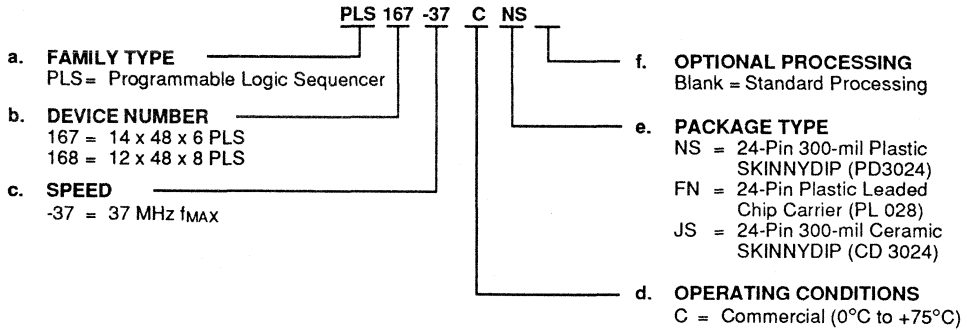 PLS 167 -37 C NS
a. FAMILY TYPE
PLS= Programmable Logic Sequencer
b. DEVICE NUMBER
167 = 14 x 48 x 6 PLS
168 = 12 x 48 x 8 PLS
c. SPEED
-37 = 37 MHz fMAX
f. OPTIONAL PROCESSING
Blank = Standard Processing
e. PACKAGE TYPE
NS = 24-Pin 300-mil Plastic
SKINNYDIP (PD3024)
FN = 24-Pin Plastic Leaded
Chip Carrier (PL 028)
JS = 24-Pin 300-mil Ceramic
SKINNYDIP (CD 3024)
d. OPERATING CONDITIONS
C = Commercial (0°C to +75°C)